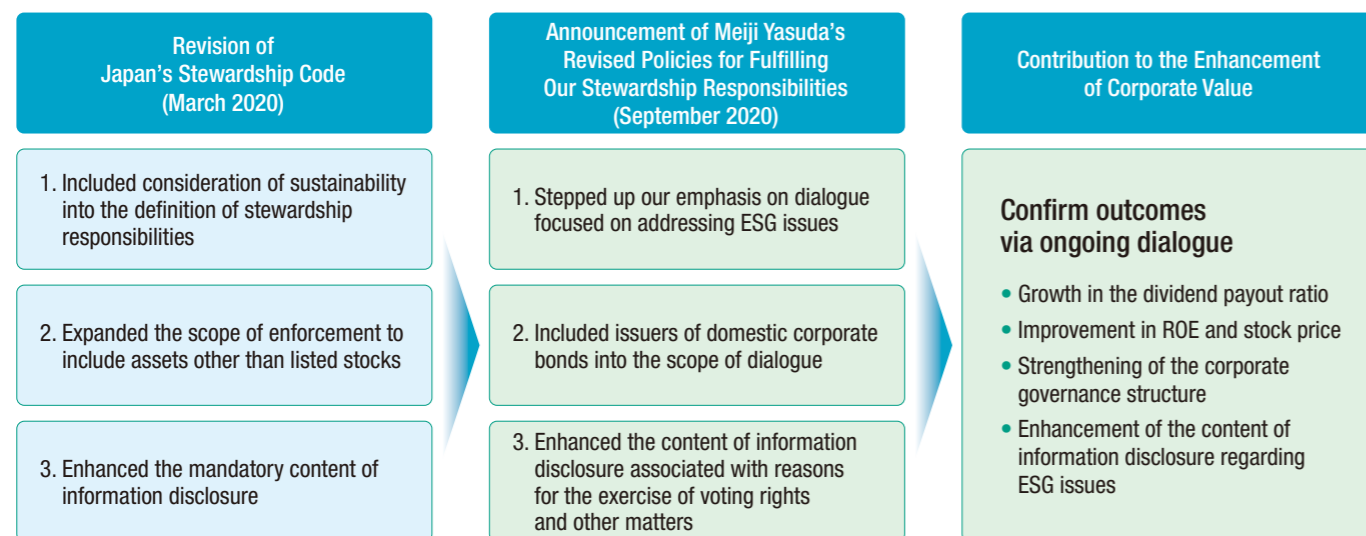 Revision of
Japan's Stewardship Code
(March 2020)
1. Included consideration of sustainability
into the definition of stewardship
responsibilities
2. Expanded the scope of enforcement to
include assets other than listed stocks
3. Enhanced the mandatory content of
information disclosure
Announcement of Meiji Yasuda's
Revised Policies for Fulfilling
Our Stewardship Responsibilities
(September 2020)
1. Stepped up our emphasis on dialogue
focused on addressing ESG issues
2. Included issuers of domestic corporate
bonds into the scope of dialogue
3. Enhanced the content of information
disclosure associated with reasons
for the exercise of voting rights
and other matters
Contribution to the Enhancement
of Corporate Value
Confirm outcomes
via ongoing dialogue
• Growth in the dividend payout ratio
• Improvement in ROE and stock price
• Strengthening of the corporate
governance structure
• Enhancement of the content of
information disclosure regarding
ESG issues